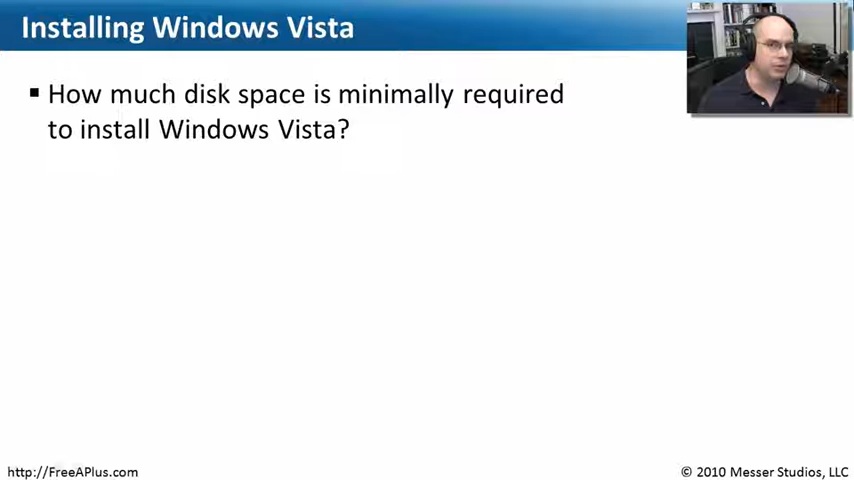 Installing Windows Vista
How much disk space is minimally required
to install Windows Vista?
http://FreeAPlus.com
© 2010 Messer Studios, LLC